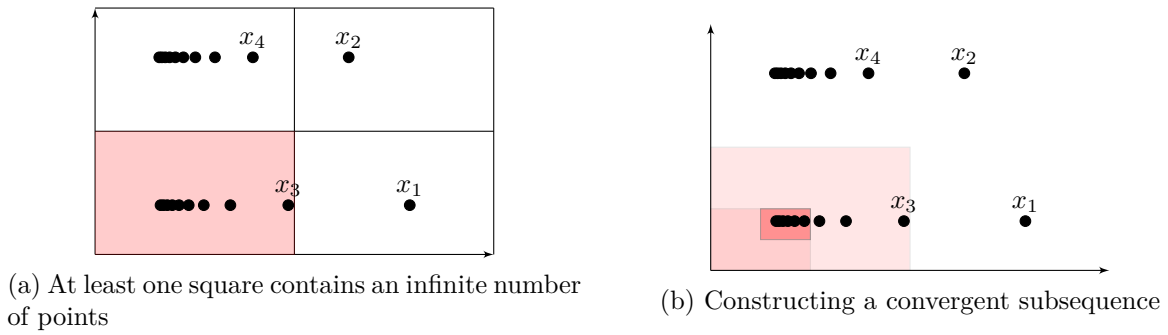 x₄ x₂
x₃ x₁
(a) At least one square contains an infinite number
of points
x₄ x₂
x₃ x₁
(b) Constructing a convergent subsequence